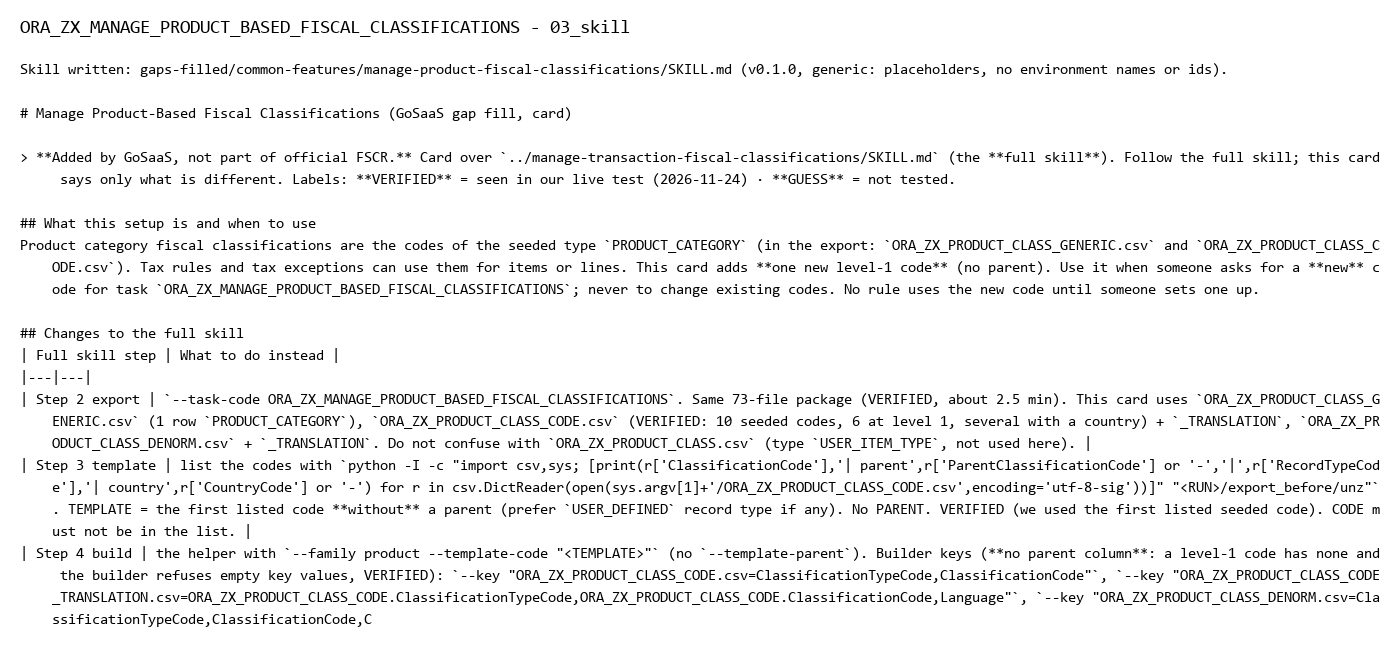 ORA_ZX_MANAGE_PRODUCT_BASED_FISCAL_CLASSIFICATIONS - 03_skill
Skill written: gaps-filled/common-features/manage-product-fiscal-classifications/SKILL.md (v0.1.0, generic: placeholders, no environment names or ids).
# Manage Product-Based Fiscal Classifications (GoSaaS gap fill, card)
> **Added by GoSaaS, not part of official FSCR.** Card over `../manage-transaction-fiscal-classifications/SKILL.md` (the **full skill**). Follow the full skill; this card
says only what is different. Labels: **VERIFIED** = seen in our live test (2026-11-24) · **GUESS** = not tested.
## What this setup is and when to use
Product category fiscal classifications are the codes of the seeded type `PRODUCT_CATEGORY` (in the export: `ORA_ZX_PRODUCT_CLASS_GENERIC.csv` and `ORA_ZX_PRODUCT_CLASS_C
ODE.csv`). Tax rules and tax exceptions can use them for items or lines. This card adds **one new level-1 code** (no parent). Use it when someone asks for a **new** c
ode for task `ORA_ZX_MANAGE_PRODUCT_BASED_FISCAL_CLASSIFICATIONS`; never to change existing codes. No rule uses the new code until someone sets one up.
## Changes to the full skill
| Full skill step | What to do instead |
|---|---|
| Step 2 export | `--task-code ORA_ZX_MANAGE_PRODUCT_BASED_FISCAL_CLASSIFICATIONS`. Same 73-file package (VERIFIED, about 2.5 min). This card uses `ORA_ZX_PRODUCT_CLASS_G
ENERIC.csv` (1 row `PRODUCT_CATEGORY`), `ORA_ZX_PRODUCT_CLASS_CODE.csv` (VERIFIED: 10 seeded codes, 6 at level 1, several with a country) + `_TRANSLATION`, `ORA_ZX_PR
ODUCT_CLASS_DENORM.csv` + `_TRANSLATION`. Do not confuse with `ORA_ZX_PRODUCT_CLASS.csv` (type `USER_ITEM_TYPE`, not used here). |
| Step 3 template | list the codes with `python -I -c "import csv,sys; [print(r['ClassificationCode'],'| parent',r['ParentClassificationCode'] or '-','|',r['RecordTypeCod
e'],'| country',r['CountryCode'] or '-') for r in csv.DictReader(open(sys.argv[1]+'/ORA_ZX_PRODUCT_CLASS_CODE.csv',encoding='utf-8-sig'))]" "<RUN>/export_before/unz"`
. TEMPLATE = the first listed code **without** a parent (prefer `USER_DEFINED` record type if any). No PARENT. VERIFIED (we used the first listed seeded code). CODE m
ust not be in the list. |
| Step 4 build | the helper with `--family product --template-code "<TEMPLATE>"` (no `--template-parent`). Builder keys (**no parent column**: a level-1 code has none and
the builder refuses empty key values, VERIFIED): `--key "ORA_ZX_PRODUCT_CLASS_CODE.csv=ClassificationTypeCode,ClassificationCode"`, `--key "ORA_ZX_PRODUCT_CLASS_CODE
_TRANSLATION.csv=ORA_ZX_PRODUCT_CLASS_CODE.ClassificationTypeCode,ORA_ZX_PRODUCT_CLASS_CODE.ClassificationCode,Language"`, `--key "ORA_ZX_PRODUCT_CLASS_DENORM.csv=Cla
ssificationTypeCode,ClassificationCode,C